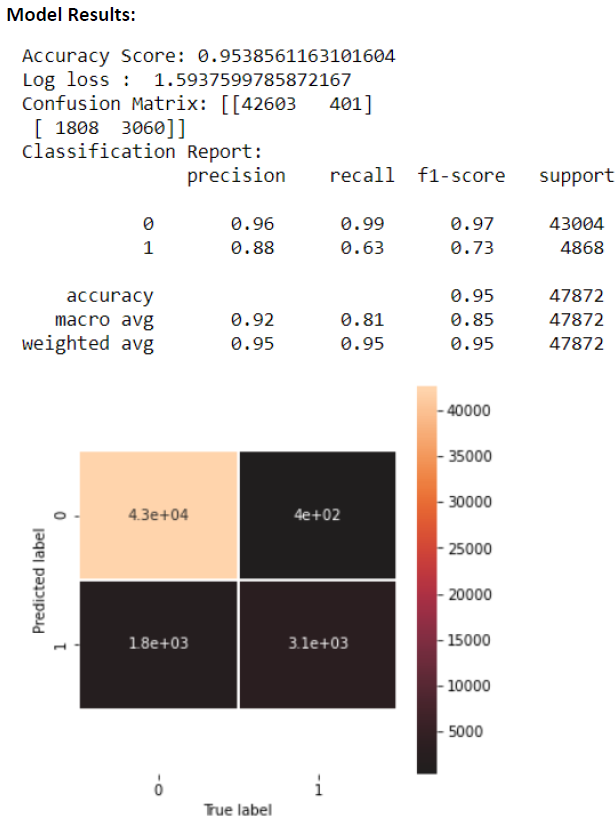 Model Results:
Accuracy Score: 0.9538561163101604
Log loss :  1.5937599785872167
Confusion Matrix: [[42603   401]
 [ 1808  3060]]
Classification Report:
              precision    recall  f1-score   support
           0       0.96      0.99      0.97     43004
           1       0.88      0.63      0.73      4868
    accuracy                           0.95     47872
   macro avg       0.92      0.81      0.85     47872
weighted avg       0.95      0.95      0.95     47872
40000
35000
30000
25000
20000
15000
10000
5000
Predicted label
0
1
4.3e+04 4e+02
1.8e+03 3.1e+03
0 1
True label